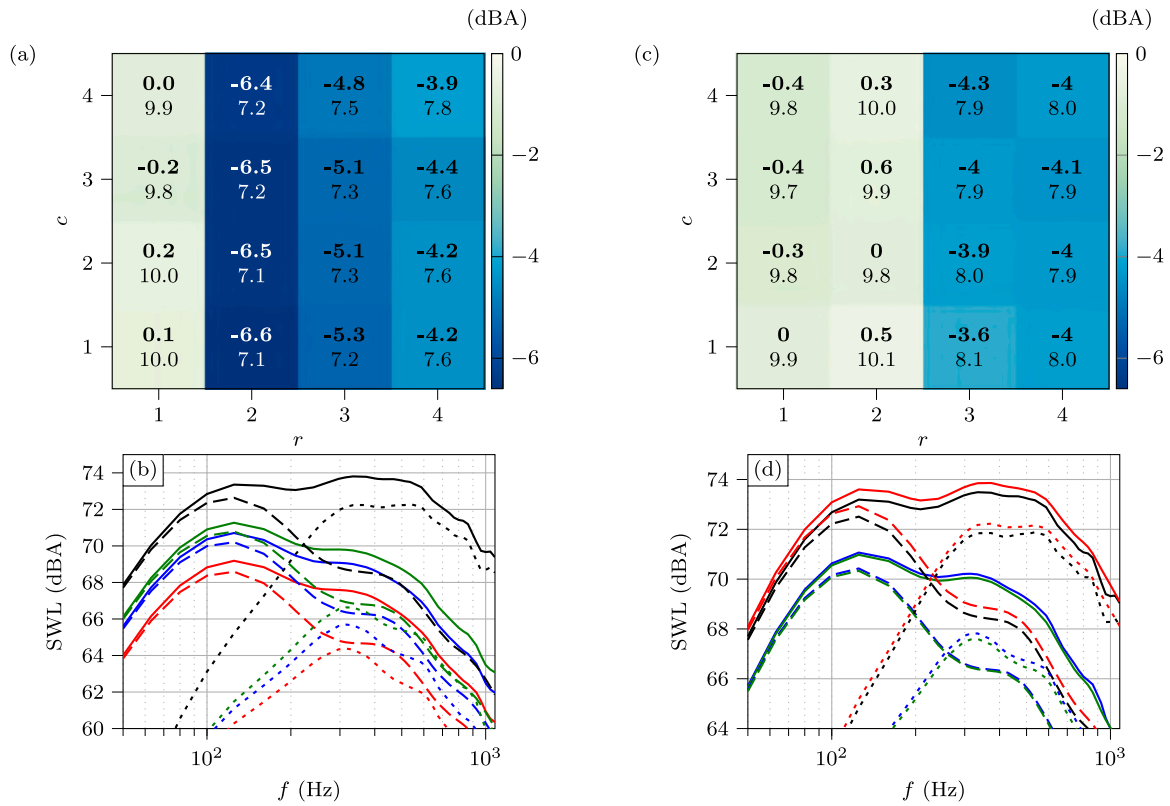 (dBA)
(a)
0.0 -6.4 -4.8 -3.9
4 9.9 7.2 7.5 7.8
-0.2 -6.5 -5.1 -4.4
3 9.8 7.2 7.3 7.6
c
0.2 -6.5 -5.1 -4.2
2 10.0 7.1 7.3 7.6
0.1 -6.6 -5.3 -4.2
1 10.0 7.1 7.2 7.6
1 2 3 4
r
0
−2
−4
−6
(dBA)
(c)
-0.4 0.3 -4.3 -4
4 9.8 10.0 7.9 8.0
-0.4 0.6 -4 -4.1
3 9.7 9.9 7.9 7.9
c
-0.3 0 -3.9 -4
2 9.8 9.8 8.0 7.9
0 0.5 -3.6 -4
1 9.9 10.1 8.1 8.0
1 2 3 4
r
0
−2
−4
−6
(b)
SWL (dBA)
74
72
70
68
66
64
62
60
10² 10³
f (Hz)
(d)
SWL (dBA)
74
72
70
68
66
64
10² 10³
f (Hz)